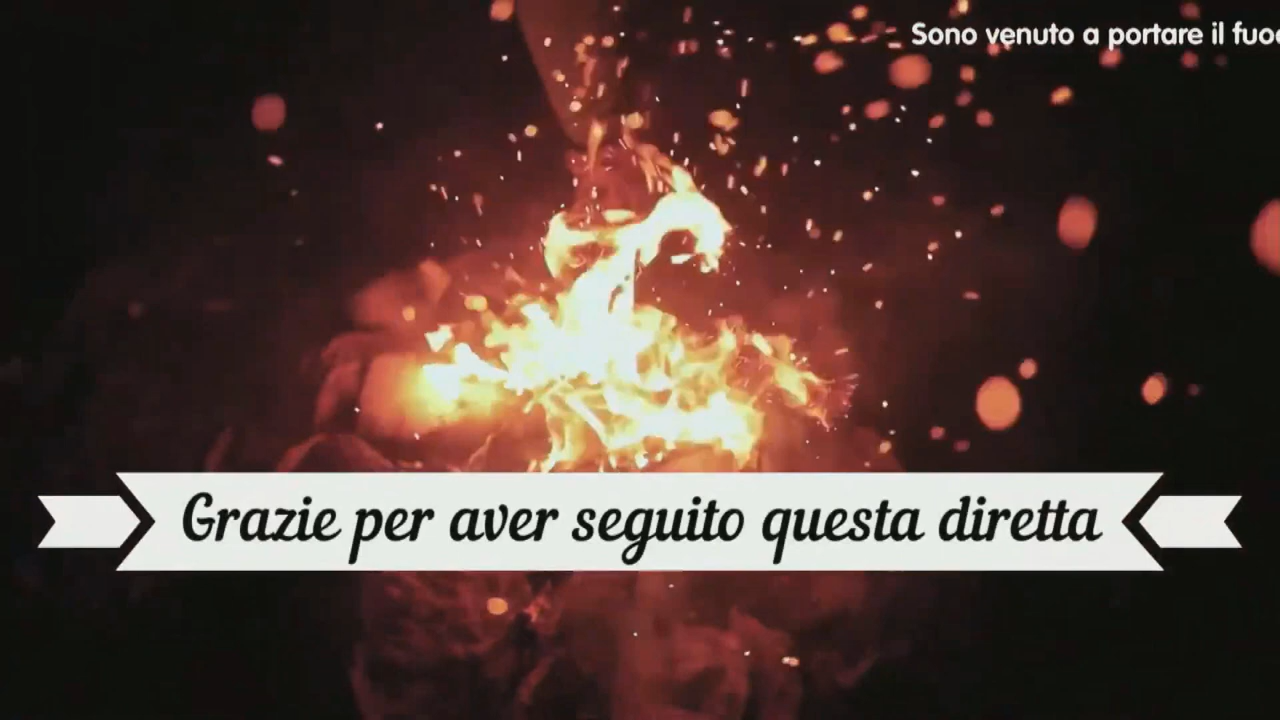 Sono venuto a portare il
Grazie per aver seguito questa diretta